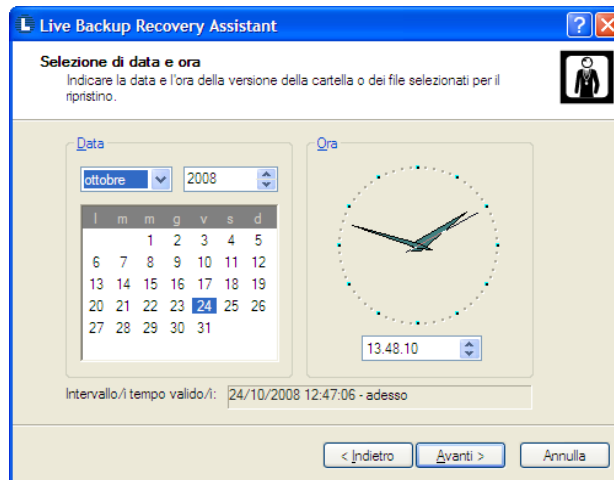 Live Backup Recovery Assistant
Selezione di data e ora
Indicare la data e l'ora della versione della cartella o dei file selezionati per il
ripristino.
Data
ottobre 2008
l m m g v s d
1 2 3 4 5
6 7 8 9 10 11 12
13 14 15 16 17 18 19
20 21 22 23 24 25 26
27 28 29 30 31
Ora
13.48.10
Intervallo/i tempo valido/i: 24/10/2008 12:47:06 - adesso
< Indietro
Avanti >
Annulla